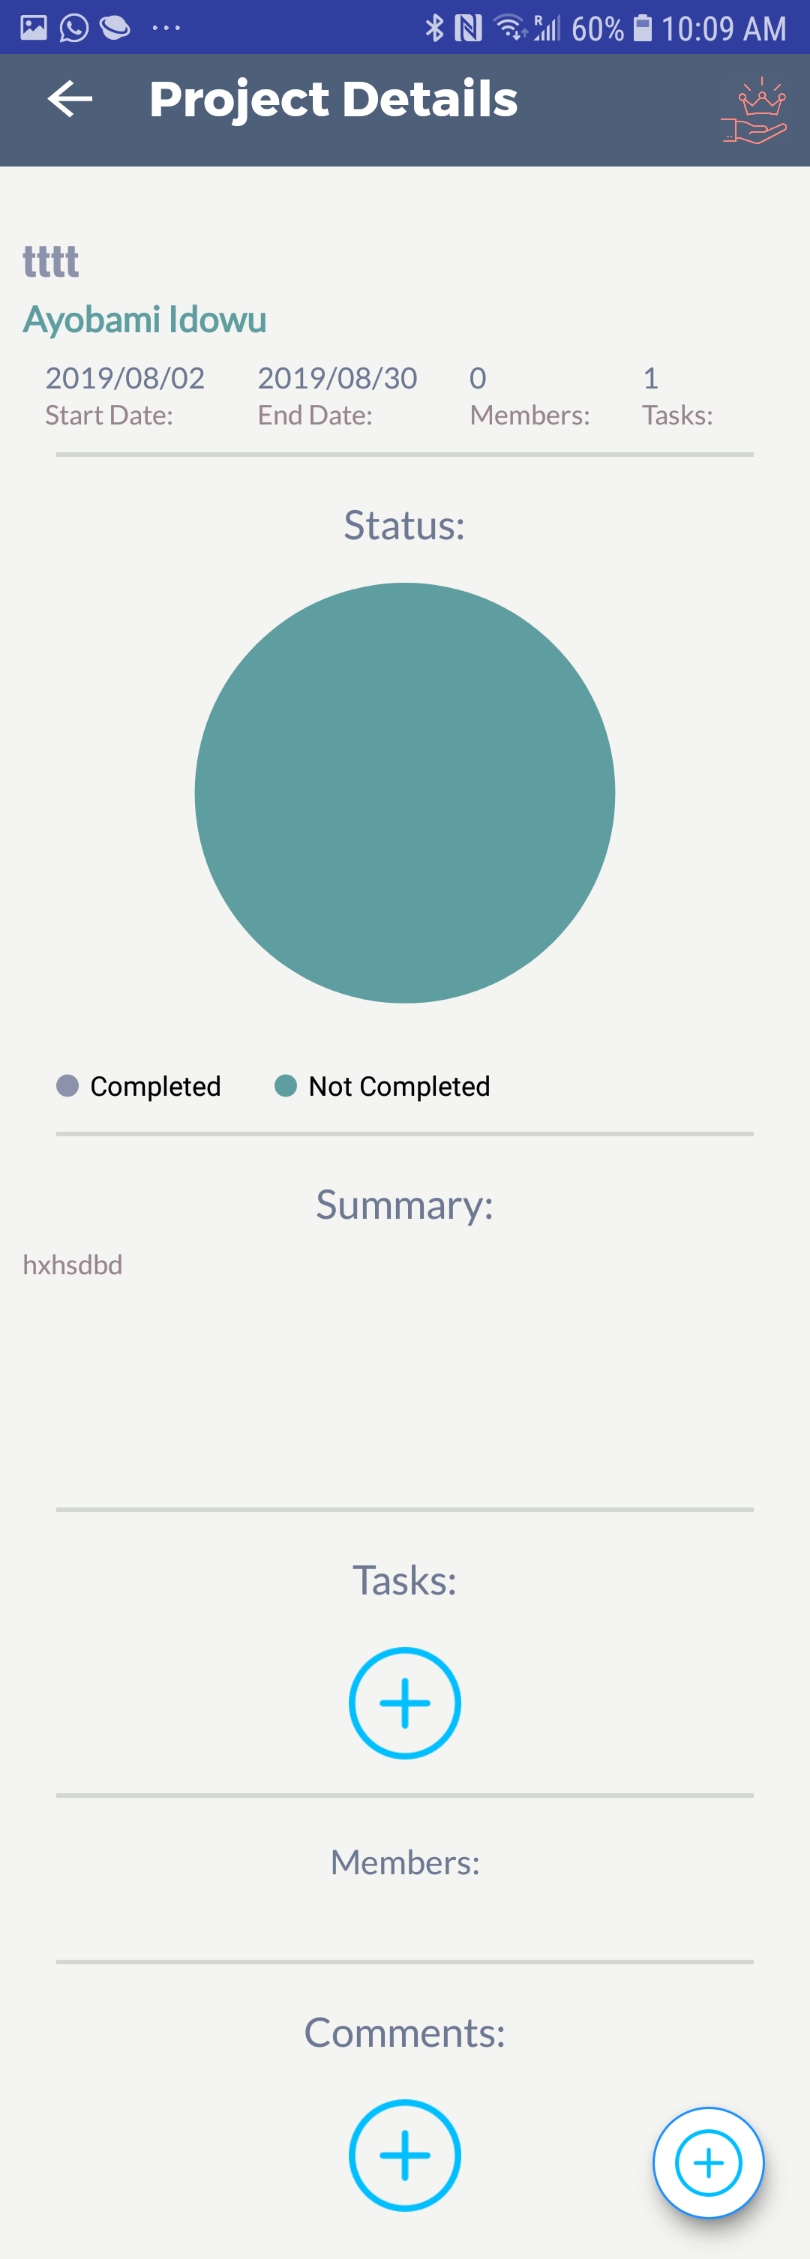 60% 10:09 AM
Project Details
tttt
Ayobami Idowu
2019/08/02 2019/08/30 0 1
Start Date: End Date: Members: Tasks:
Status:
Completed Not Completed
Summary:
hxhsdbd
Tasks:
Members:
Comments: